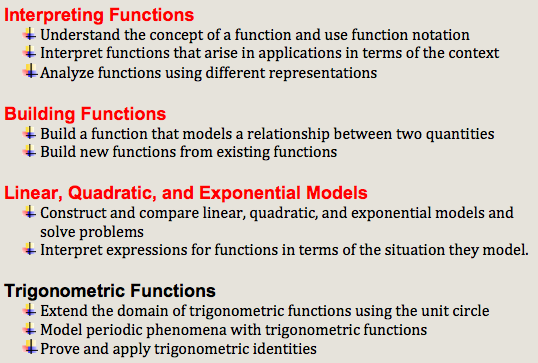 Interpreting Functions
Understand the concept of a function and use function notation
Interpret functions that arise in applications in terms of the context
Analyze functions using different representations
Building Functions
Build a function that models a relationship between two quantities
Build new functions from existing functions
Linear, Quadratic, and Exponential Models
Construct and compare linear, quadratic, and exponential models and
solve problems
Interpret expressions for functions in terms of the situation they model.
Trigonometric Functions
Extend the domain of trigonometric functions using the unit circle
Model periodic phenomena with trigonometric functions
Prove and apply trigonometric identities